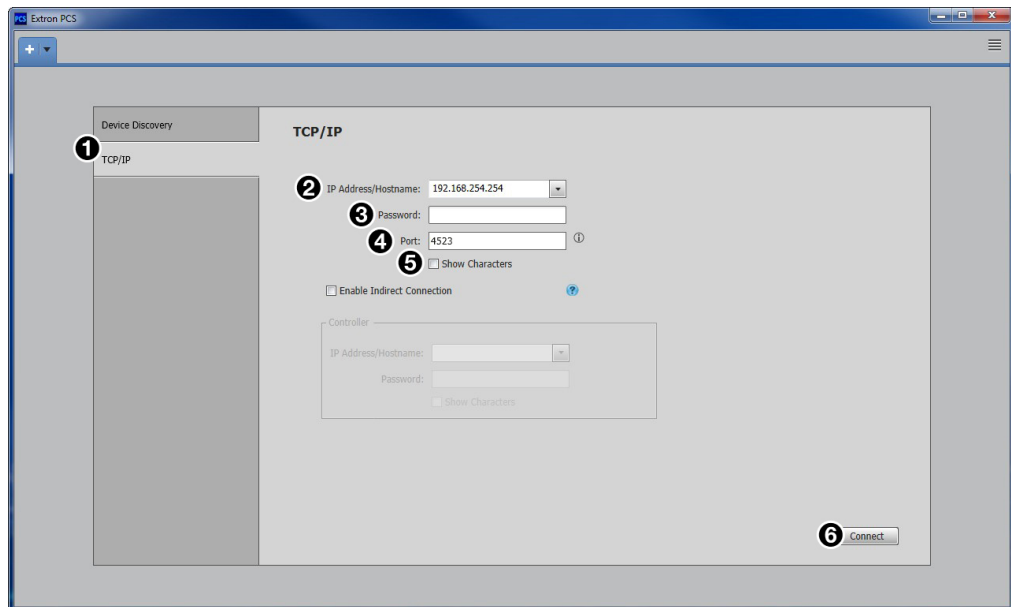 PCS Extron PCS
Device Discovery
TCP/IP
1
TCP/IP
2 IP Address/Hostname: 192.168.254.254
3 Password:
4 Port: 4523
5 Show Characters
Enable Indirect Connection ?
Controller
IP Address/Hostname:
Password:
Show Characters
6 Connect